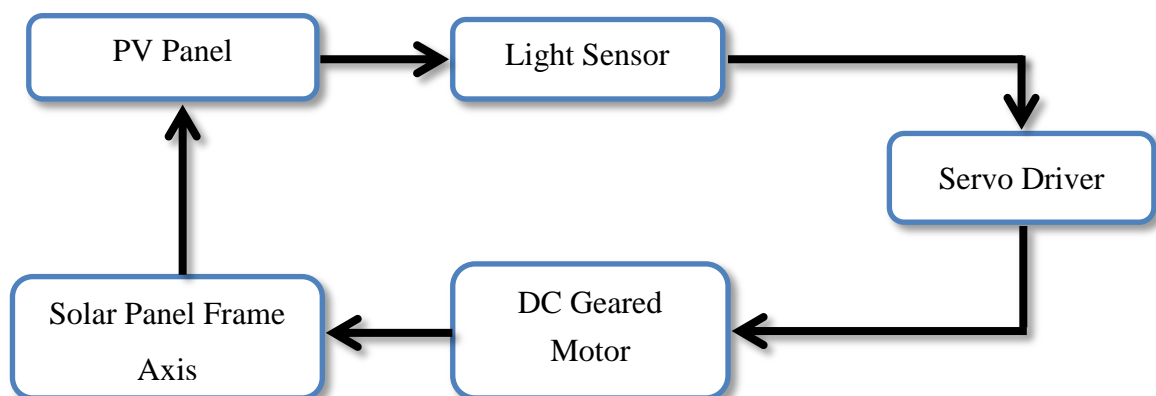 PV Panel
Light Sensor
Servo Driver
DC Geared
Motor
Solar Panel Frame
Axis